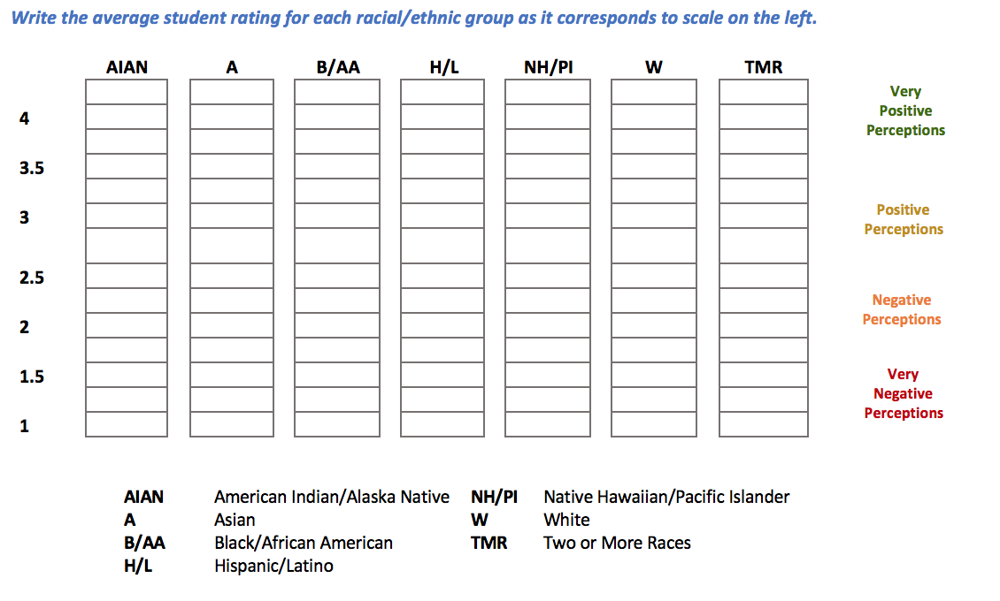 Write the average student rating for each racial/ethnic group as it corresponds to scale on the left.
AIAN A B/AA H/L NH/PI W TMR
Very
Positive
Perceptions
4
3.5
Positive
Perceptions
3
2.5
Negative
Perceptions
2
1.5
Very
Negative
Perceptions
1
AIAN American Indian/Alaska Native NH/PI Native Hawaiian/Pacific Islander
A Asian W White
B/AA Black/African American TMR Two or More Races
H/L Hispanic/Latino